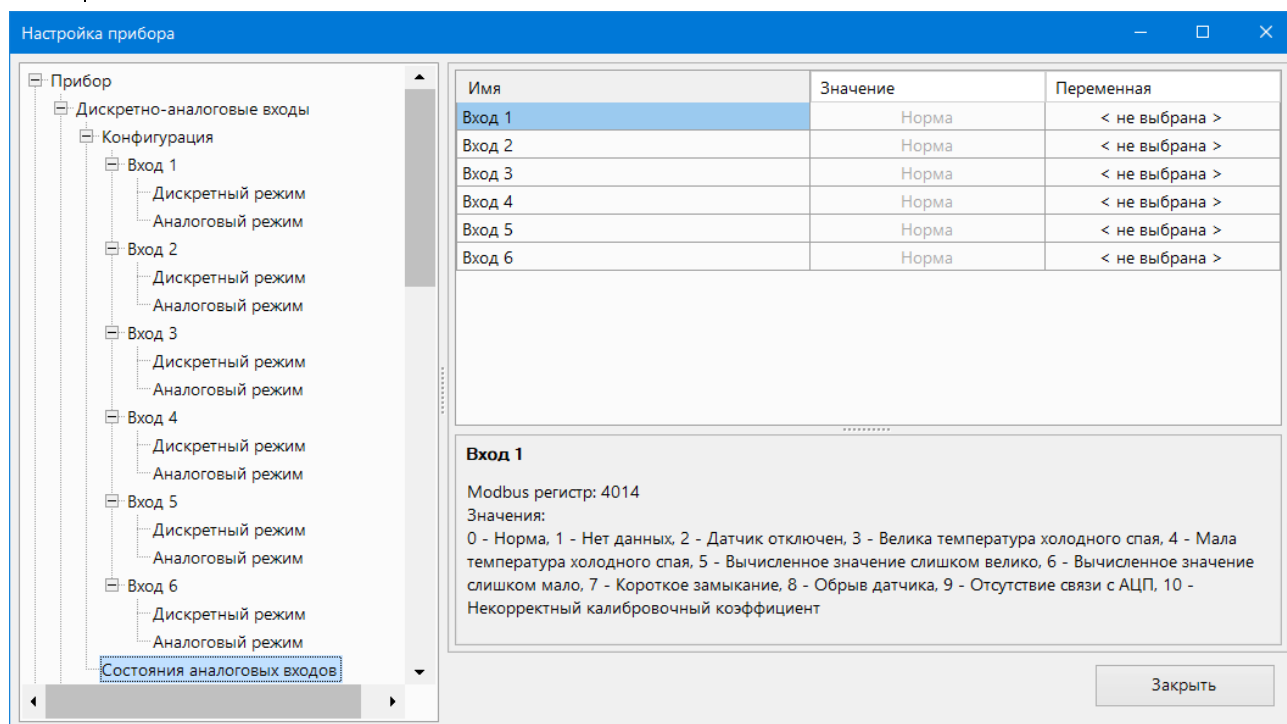 Настройка прибора
Прибор
Дискретно-аналоговые входы
Конфигурация
Вход 1
Дискретный режим
Аналоговый режим
Вход 2
Дискретный режим
Аналоговый режим
Вход 3
Дискретный режим
Аналоговый режим
Вход 4
Дискретный режим
Аналоговый режим
Вход 5
Дискретный режим
Аналоговый режим
Вход 6
Дискретный режим
Аналоговый режим
Состояния аналоговых входов
Имя Значение Переменная
Вход 1 Норма < не выбрана >
Вход 2 Норма < не выбрана >
Вход 3 Норма < не выбрана >
Вход 4 Норма < не выбрана >
Вход 5 Норма < не выбрана >
Вход 6 Норма < не выбрана >
Вход 1
Modbus регистр: 4014
Значения:
0 - Норма, 1 - Нет данных, 2 - Датчик отключен, 3 - Велика температура холодного спая, 4 - Мала
температура холодного спая, 5 - Вычисленное значение слишком велико, 6 - Вычисленное значение
слишком мало, 7 - Короткое замыкание, 8 - Обрыв датчика, 9 - Отсутствие связи с АЦП, 10 -
Некорректный калибровочный коэффициент
Закрыть